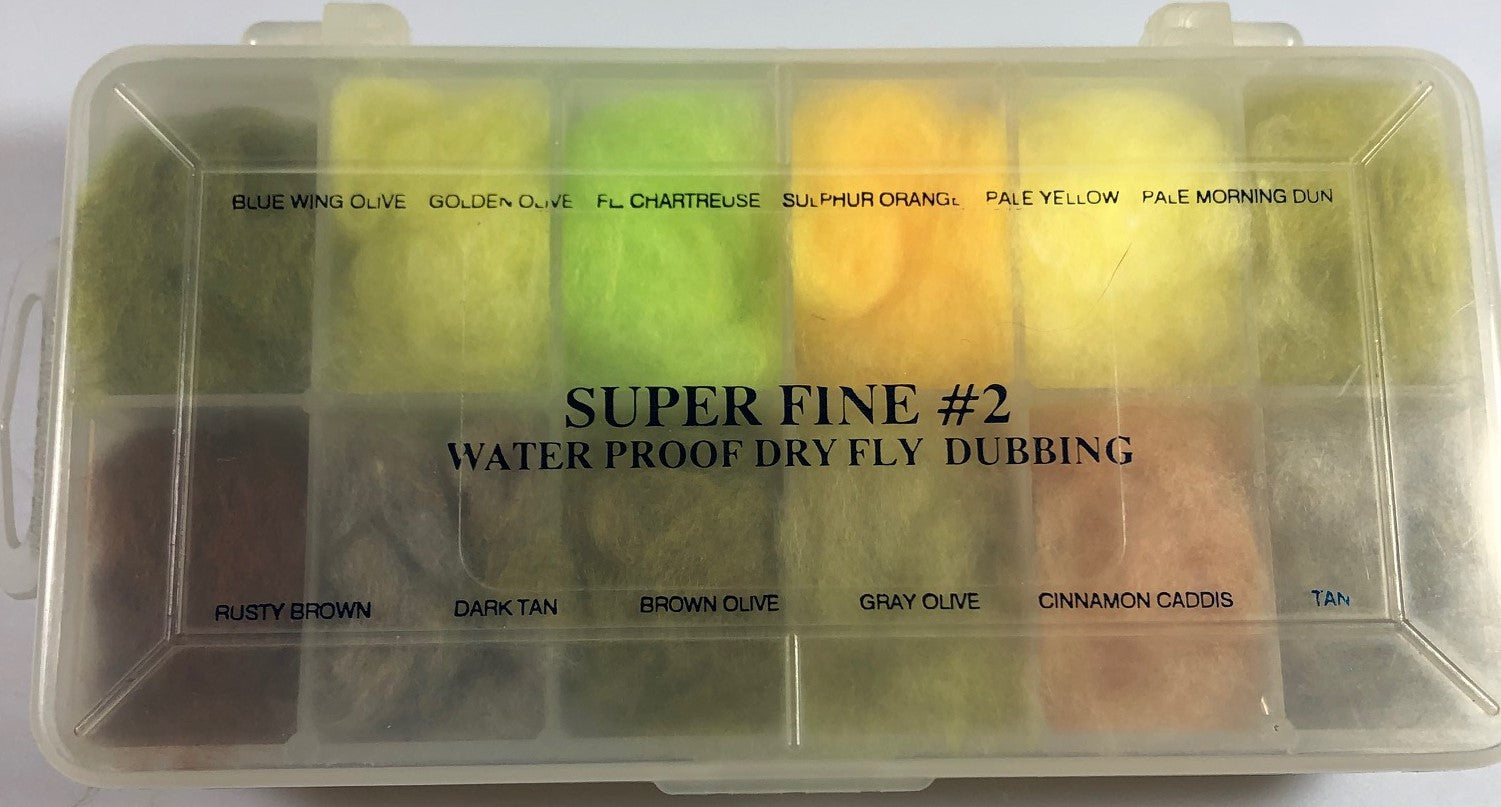 BLUE WING OLIVE GOLDEN OLIVE FL CHARTREUSE SULPHUR ORANGE PALE YELLOW PALE MORNING DUN
SUPER FINE #2
WATER PROOF DRY FLY DUBBING
RUSTY BROWN DARK TAN BROWN OLIVE GRAY OLIVE CINNAMON CADDIS TAN